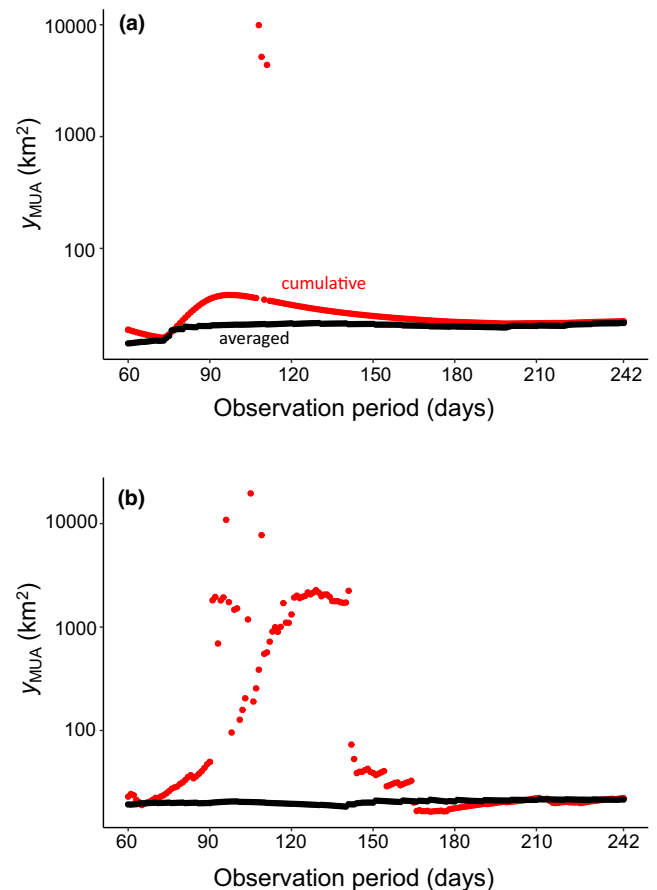 (a)
10000
1000
100
yMUA (km²)
cumulative
averaged
60 90 120 150 180 210 242
Observation period (days)
(b)
10000
1000
100
yMUA (km²)
60 90 120 150 180 210 242
Observation period (days)